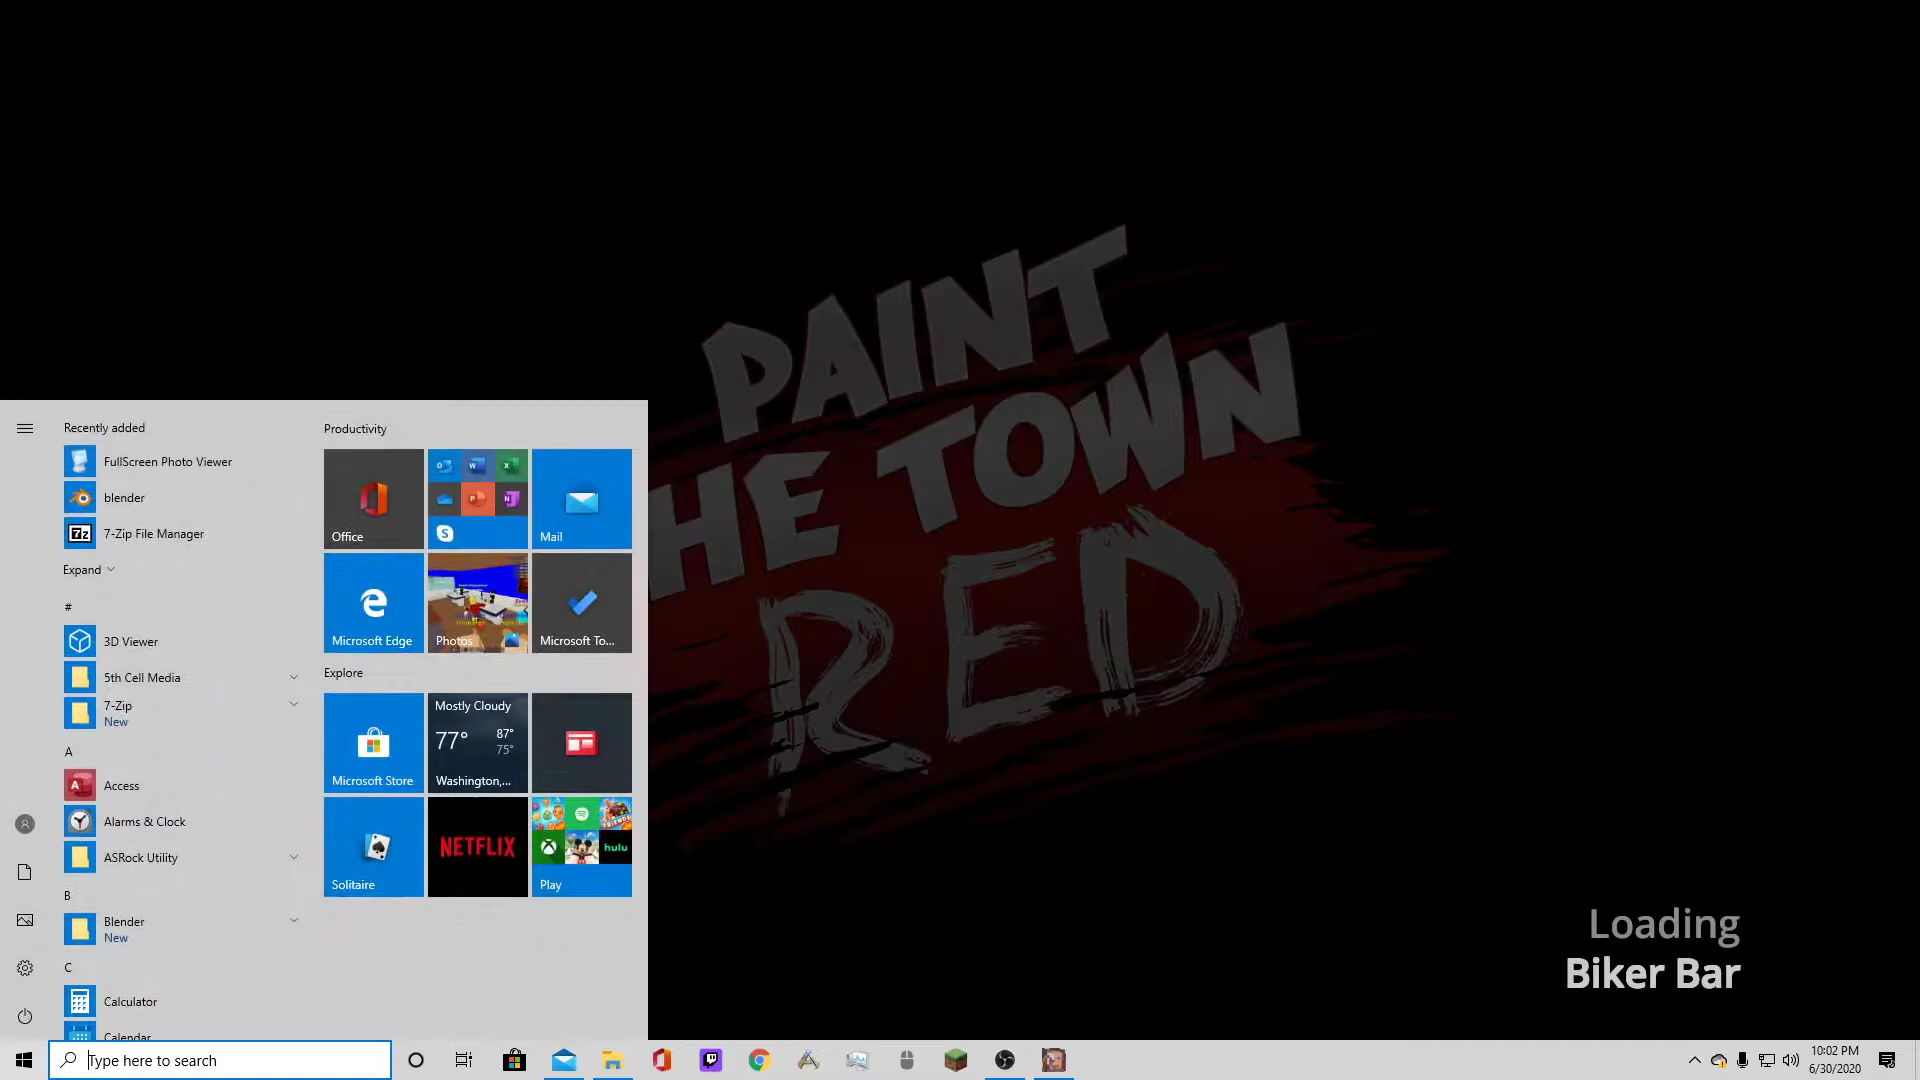 PAINT
HE TOWN
RED
Recently added
FullScreen Photo Viewer
blender
7-Zip File Manager
Expand
#
3D Viewer
5th Cell Media
7-Zip
New
A
Access
Alarms & Clock
ASRock Utility
B
Blender
New
C
Calculator
Calendar
Productivity
Office
Mail
Microsoft Edge
Photos
Microsoft To...
Explore
Microsoft Store
Mostly Cloudy
77° 87°
75°
Washington,...
Solitaire
NETFLIX
hulu
Play
Loading
Biker Bar
Type here to search
10:02 PM
6/30/2020